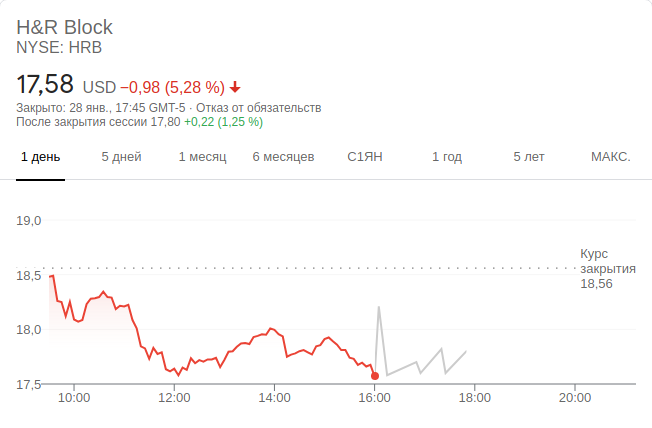 H&R Block
NYSE: HRB
17,58 USD −0,98 (5,28 %)
Закрыто: 28 янв., 17:45 GMT-5 · Отказ от обязательств
После закрытия сессии 17,80 +0,22 (1,25 %)
1 день 5 дней 1 месяц 6 месяцев С1ЯН 1 год 5 лет МАКС.
19,0
18,5
18,0
17,5
Курс
закрытия
18,56
10:00 12:00 14:00 16:00 18:00 20:00